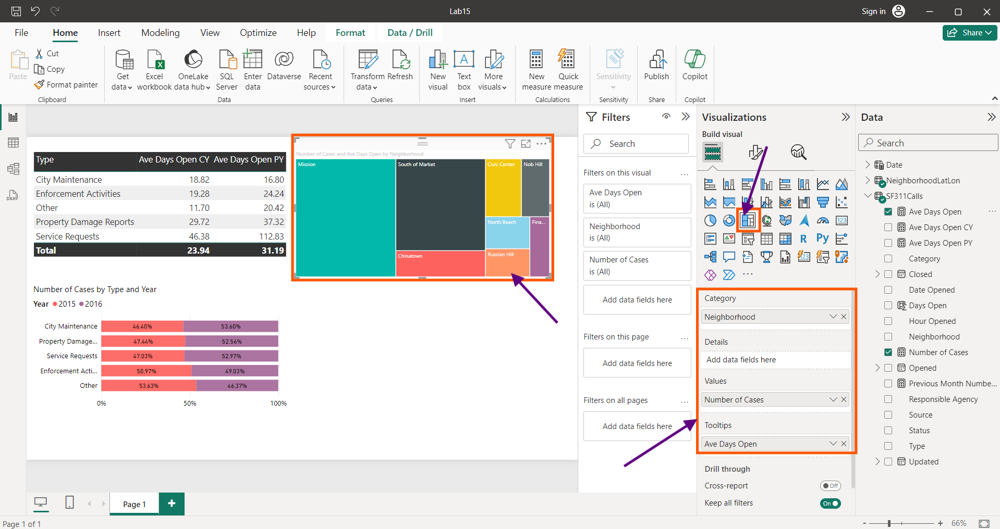 Lab15
Sign in
File Home Insert Modeling View Optimize Help Format Data / Drill
Share
Paste
Cut
Copy
Format painter
Clipboard
Get data
Excel workbook
OneLake data hub
SQL Server
Enter data
Dataverse
Recent sources
Data
Transform data
Refresh
Queries
New visual
Text box
More visuals
Insert
New measure
Quick measure
Calculations
Sensitivity
Sensitivity
Publish
Share
Copilot
Copilot
Type Ave Days Open CY Ave Days Open PY
City Maintenance 18.82 16.80
Enforcement Activities 19.28 24.24
Other 11.70 20.42
Property Damage Reports 29.72 37.32
Service Requests 46.38 112.83
Total 23.94 31.19
Number of Cases and Ave Days Open by Neighborhood
Mission
South of Market
Civic Center
Nob Hill
North Beach
Fina...
Chinatown
Russian Hill
Number of Cases by Type and Year
Year 2015 2016
City Maintenance 46.40% 53.60%
Property Damage... 47.44% 52.56%
Service Requests 47.03% 52.97%
Enforcement Acti... 50.97% 49.03%
Other 53.63% 46.37%
0% 50% 100%
Filters
Search
Filters on this visual ...
Ave Days Open
is (All)
Neighborhood
is (All)
Number of Cases
is (All)
Add data fields here
Filters on this page ...
Add data fields here
Filters on all pages ...
Add data fields here
Visualizations
Build visual
123
R
Py
123
...
Category
Neighborhood
Details
Add data fields here
Values
Number of Cases
Tooltips
Ave Days Open
Drill through
Cross-report Off
Keep all filters On
Data
Search
Date
NeighborhoodLatLon
SF311Calls
Ave Days Open ...
Ave Days Open CY
Ave Days Open PY
Category
Closed
Date Opened
Days Open
Hour Opened
Neighborhood
Number of Cases
Opened
Previous Month Numbe...
Responsible Agency
Source
Status
Type
Updated
DAX
Page 1
+
Page 1 of 1
- + 66%